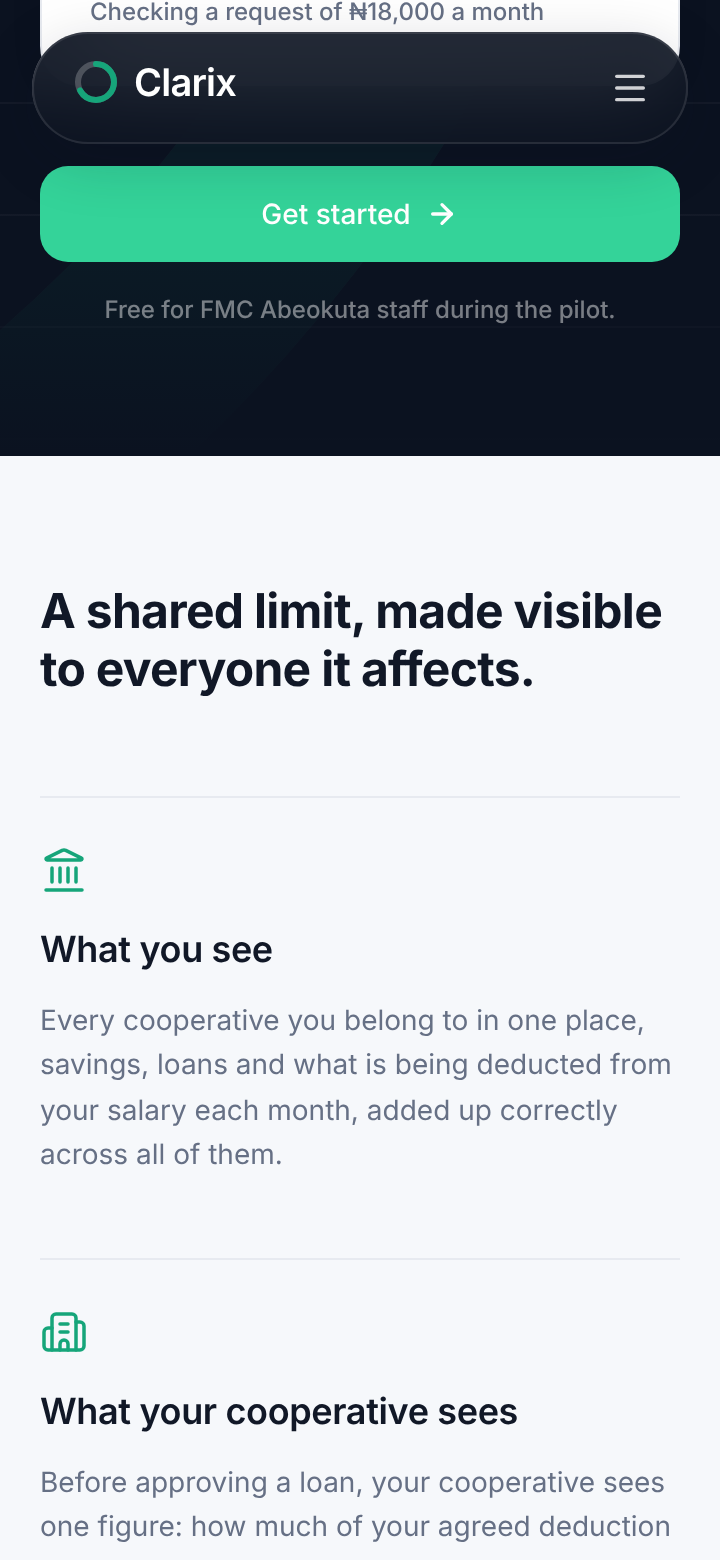 Checking a request of ₦18,000 a month
Clarix
Get started
Free for FMC Abeokuta staff during the pilot.
A shared limit, made visible
to everyone it affects.
What you see
Every cooperative you belong to in one place,
savings, loans and what is being deducted from
your salary each month, added up correctly
across all of them.
What your cooperative sees
Before approving a loan, your cooperative sees
one figure: how much of your agreed deduction